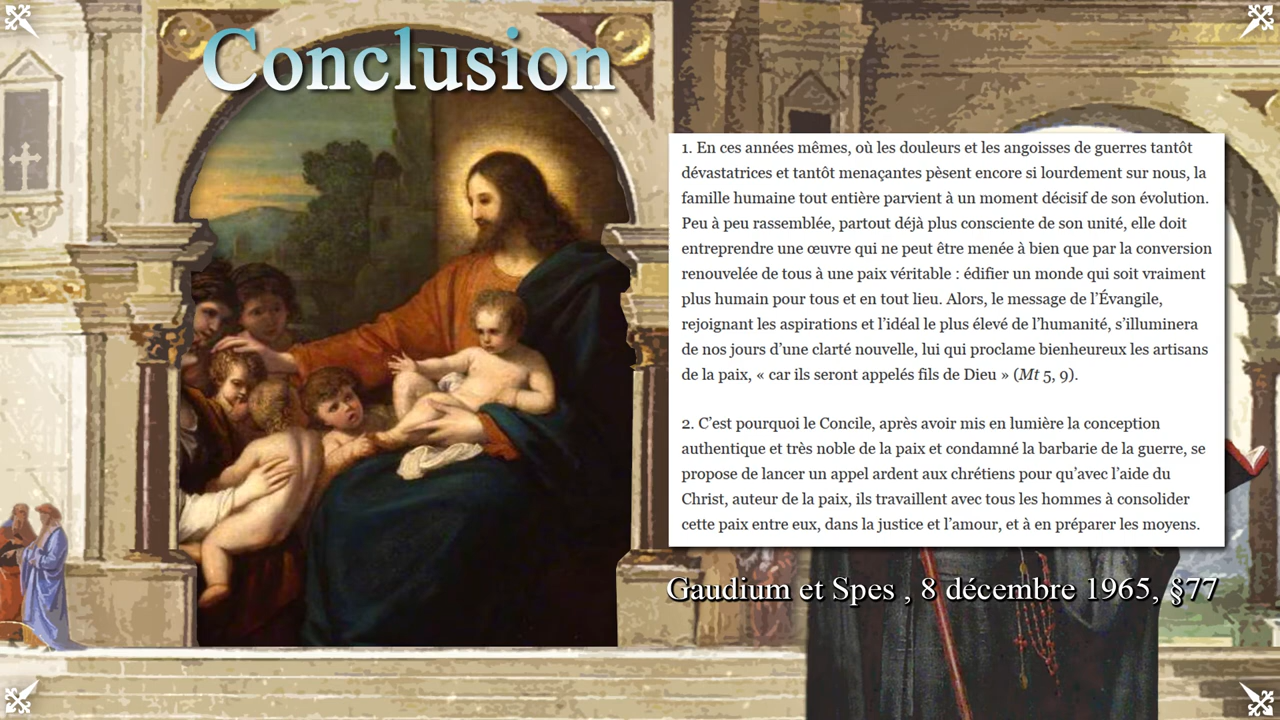 Conclusion
1. En ces années mêmes, où les douleurs et les angoisses de guerres tantôt
dévastatrices et tantôt menaçantes pèsent encore si lourdement sur nous, la
famille humaine tout entière parvient à un moment décisif de son évolution.
Peu à peu rassemblée, partout déjà plus consciente de son unité, elle doit
entreprendre une œuvre qui ne peut être menée à bien que par la conversion
renouvelée de tous à une paix véritable : édifier un monde qui soit vraiment
plus humain pour tous et en tout lieu. Alors, le message de l’Évangile,
rejoignant les aspirations et l’idéal le plus élevé de l’humanité, s’illuminera
de nos jours d’une clarté nouvelle, lui qui proclame bienheureux les artisans
de la paix, « car ils seront appelés fils de Dieu » (Mt 5, 9).
2. C’est pourquoi le Concile, après avoir mis en lumière la conception
authentique et très noble de la paix et condamné la barbarie de la guerre, se
propose de lancer un appel ardent aux chrétiens pour qu’avec l’aide du
Christ, auteur de la paix, ils travaillent avec tous les hommes à consolider
cette paix entre eux, dans la justice et l’amour, et à en préparer les moyens.
Gaudium et Spes , 8 décembre 1965, §77